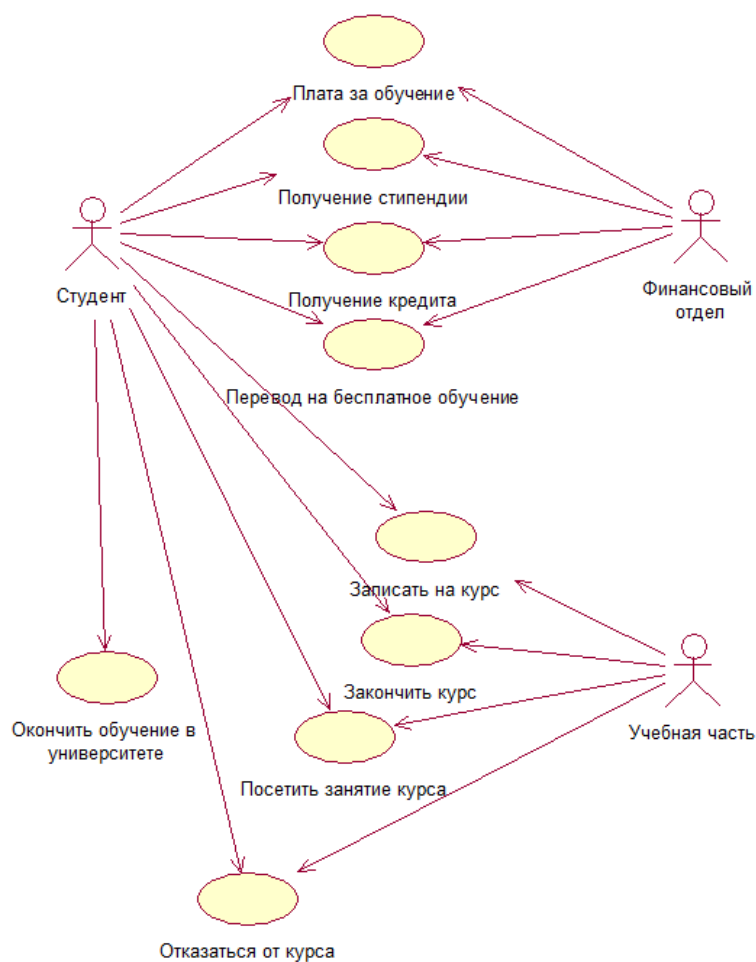 Плата за обучение
Получение стипендии
Студент
Получение кредита
Финансовый
отдел
Перевод на бесплатное обучение
Записать на курс
Закончить курс
Окончить обучение в
университете
Учебная часть
Посетить занятие курса
Отказаться от курса